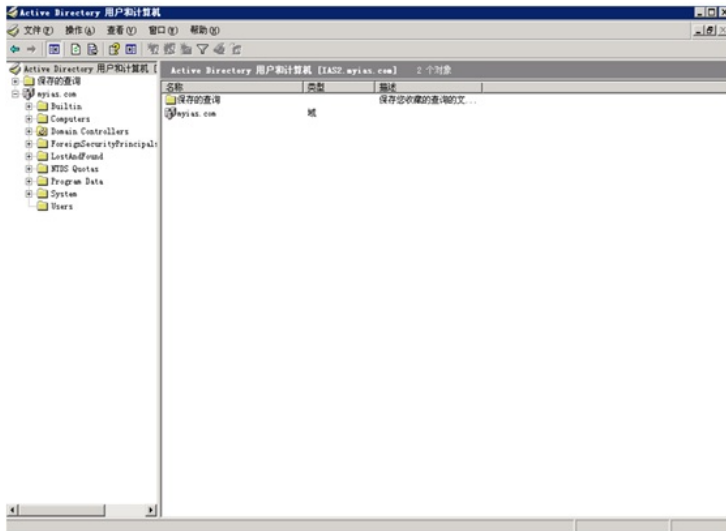 Active Directory 用户和计算机
文件(F) 操作(A) 查看(V) 窗口(W) 帮助(H)
Active Directory 用户和计算机 [
保存的查询
myias.com
Builtin
Computers
Domain Controllers
ForeignSecurityPrincipals
LostAndFound
NTDS Quotas
Program Data
System
Users
Active Directory 用户和计算机 [IAS2.myias.com] 2 个对象
名称 类型 描述
保存的查询 保存您收藏的查询的文...
myias.com 域